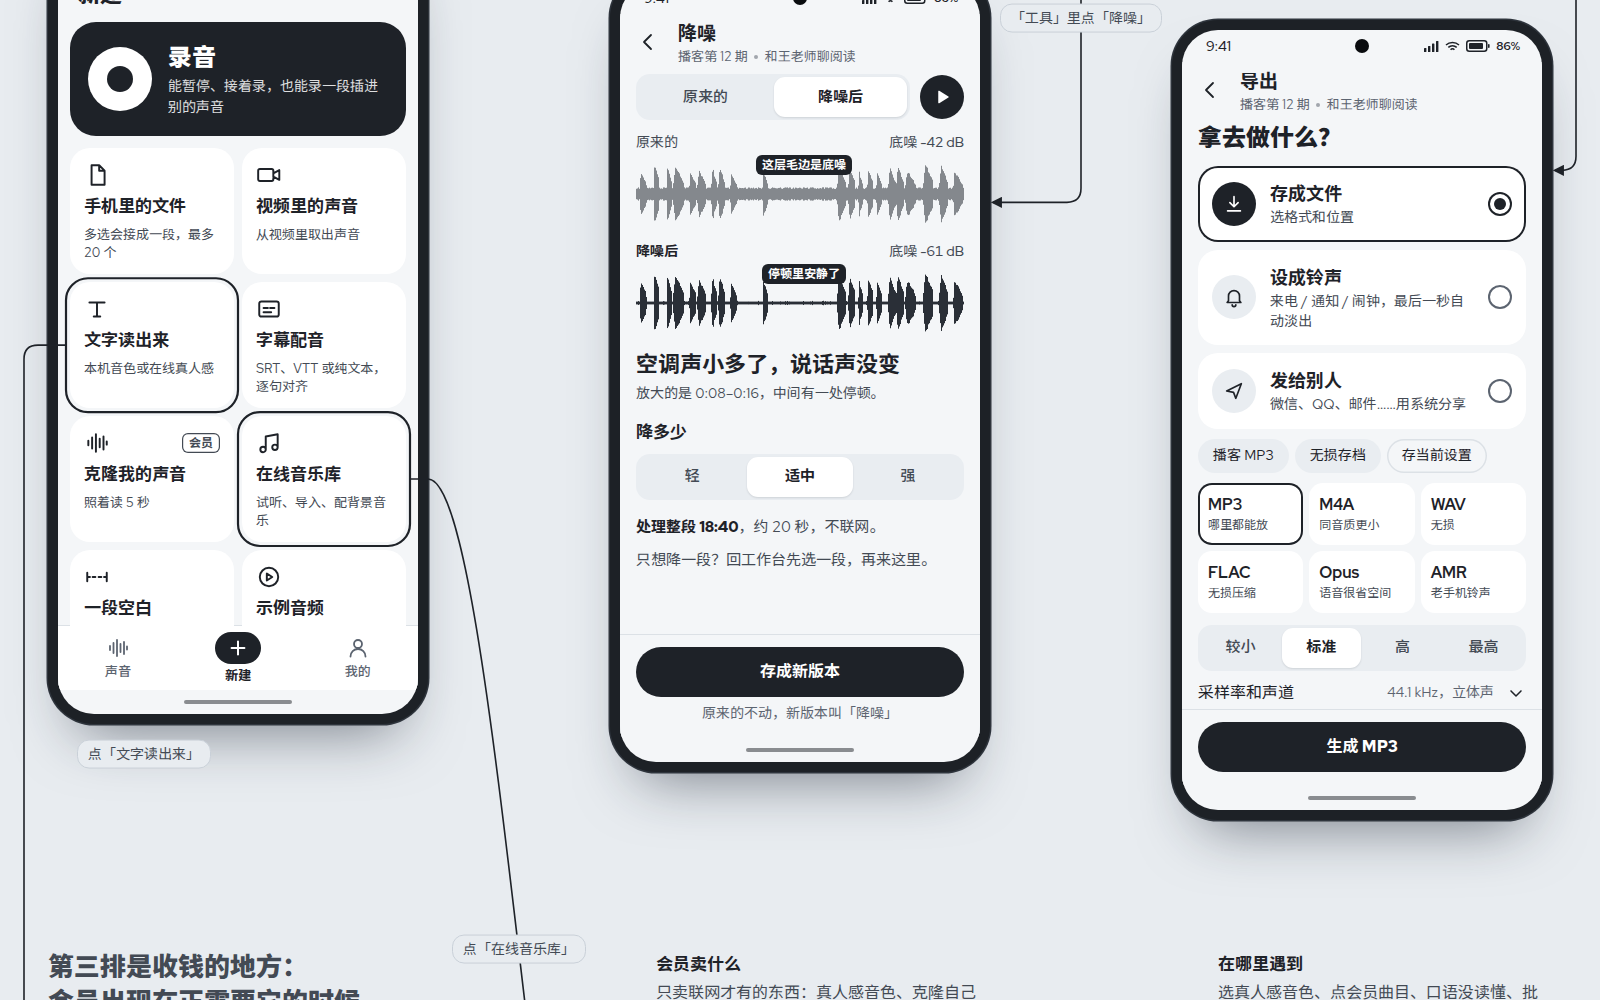 录音
能暂停、接着录，也能录一段插进
别的声音
手机里的文件
多选会接成一段，最多
20 个
视频里的声音
从视频里取出声音
文字读出来
本机音色或在线真人感
字幕配音
SRT、VTT 或纯文本，
逐句对齐
会员
克隆我的声音
照着读 5 秒
在线音乐库
试听、导入、配背景音
乐
一段空白
示例音频
声音
新建
我的
点「文字读出来」
降噪
播客第 12 期 • 和王老师聊阅读
原来的
降噪后
原来的
底噪 -42 dB
这层毛边是底噪
降噪后
底噪 -61 dB
停顿里安静了
空调声小多了，说话声没变
放大的是 0:08–0:16，中间有一处停顿。
降多少
轻
适中
强
处理整段 18:40，约 20 秒，不联网。
只想降一段？回工作台先选一段，再来这里。
存成新版本
原来的不动，新版本叫「降噪」
「工具」里点「降噪」
9:41
86%
导出
播客第 12 期 • 和王老师聊阅读
拿去做什么？
存成文件
选格式和位置
设成铃声
来电 / 通知 / 闹钟，最后一秒自
动淡出
发给别人
微信、QQ、邮件……用系统分享
播客 MP3
无损存档
存当前设置
MP3
哪里都能放
M4A
同音质更小
WAV
无损
FLAC
无损压缩
Opus
语音很省空间
AMR
老手机铃声
较小
标准
高
最高
采样率和声道
44.1 kHz，立体声
生成 MP3
点「在线音乐库」
第三排是收钱的地方：
会员出现在正需要它的时候
会员卖什么
只卖联网才有的东西：真人感音色、克隆自己
在哪里遇到
选真人感音色、点会员曲目、口语没读懂、批